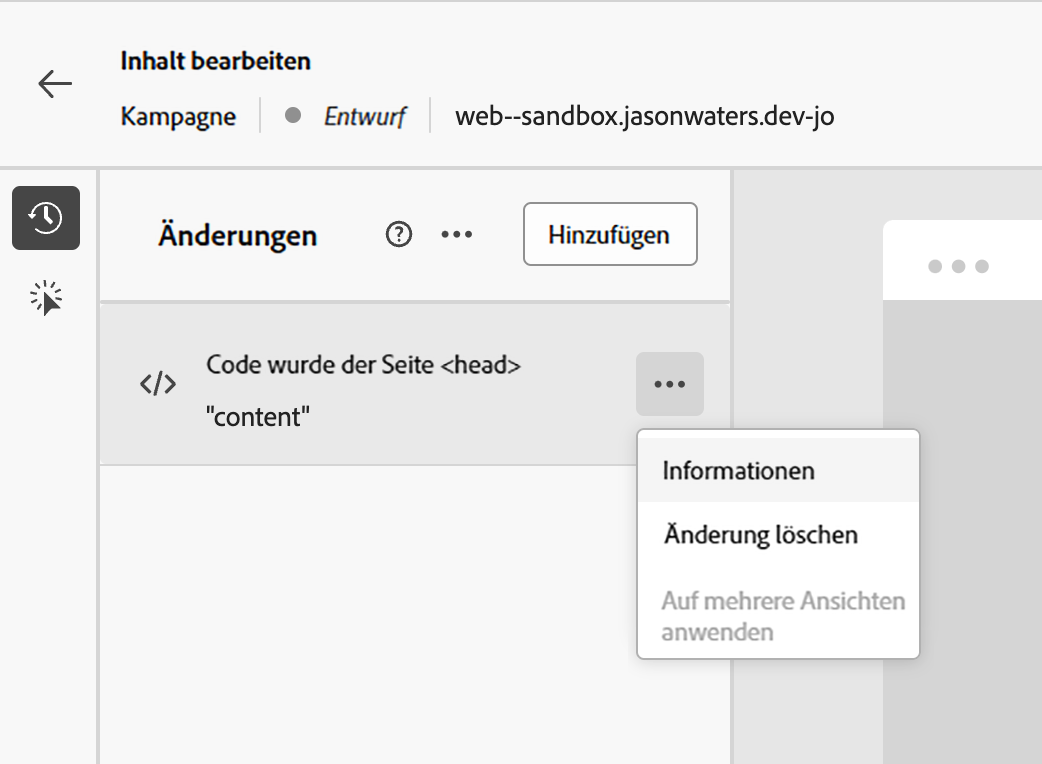 Inhalt bearbeiten
Kampagne Entwurf web--sandbox.jasonwaters.dev-jo
Änderungen Hinzufügen
Code wurde der Seite <head>
"content"
Informationen
Änderung löschen
Auf mehrere Ansichten
anwenden